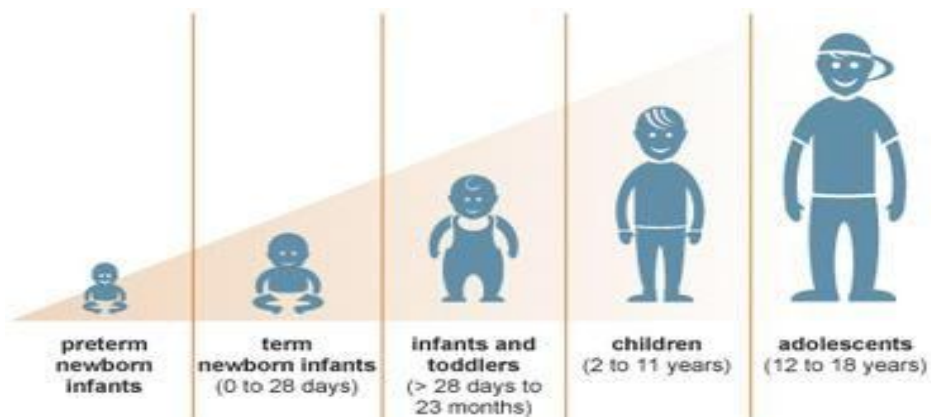 preterm
newborn
infants
term
newborn infants
(0 to 28 days)
infants and
toddlers
(> 28 days to
23 months)
children
(2 to 11 years)
adolescents
(12 to 18 years)